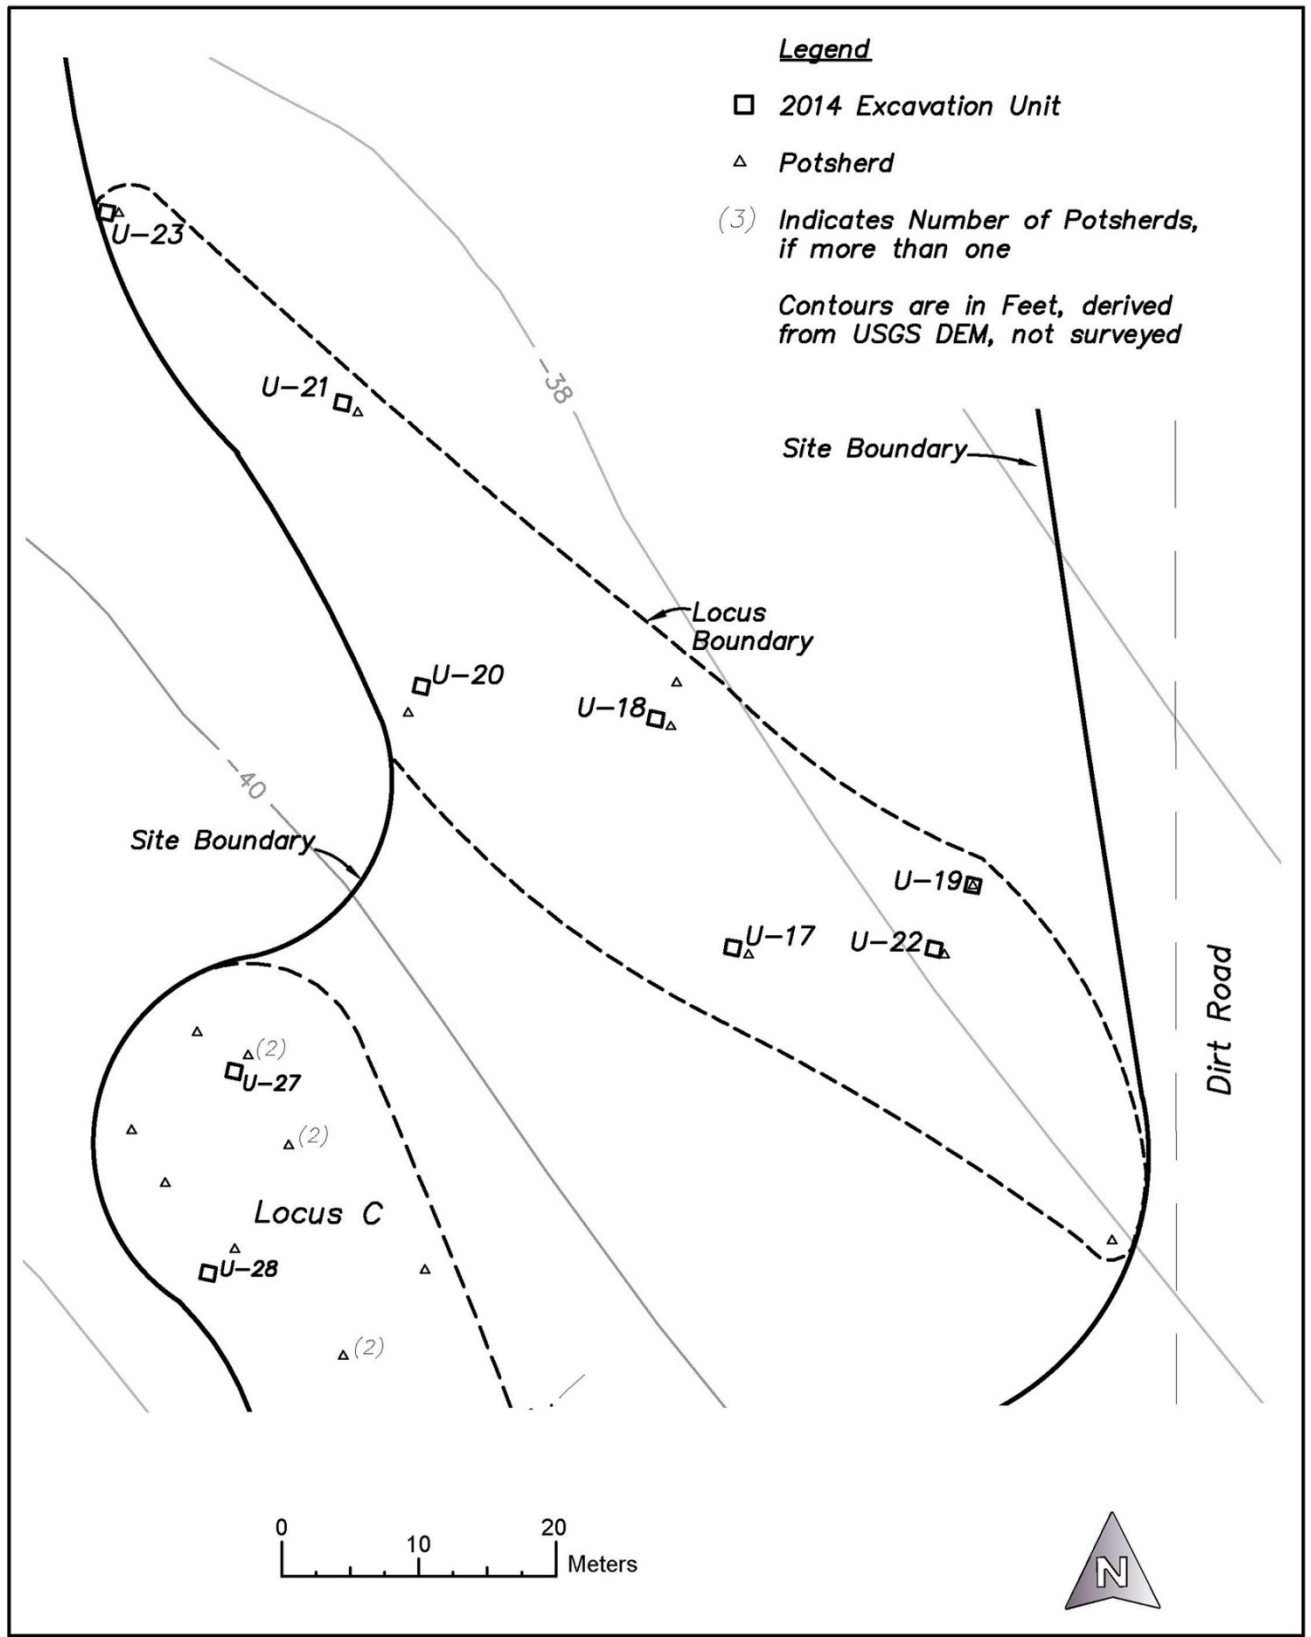 Legend
2014 Excavation Unit
Potsherd
(3) Indicates Number of Potsherds,
if more than one
Contours are in Feet, derived
from USGS DEM, not surveyed
U-23
U-21
-38
Site Boundary
Locus
Boundary
U-20
U-18
-40
Site Boundary
U-19
U-17
U-22
Dirt Road
(2)
U-27
(2)
Locus C
U-28
(2)
0
10
20
Meters
N